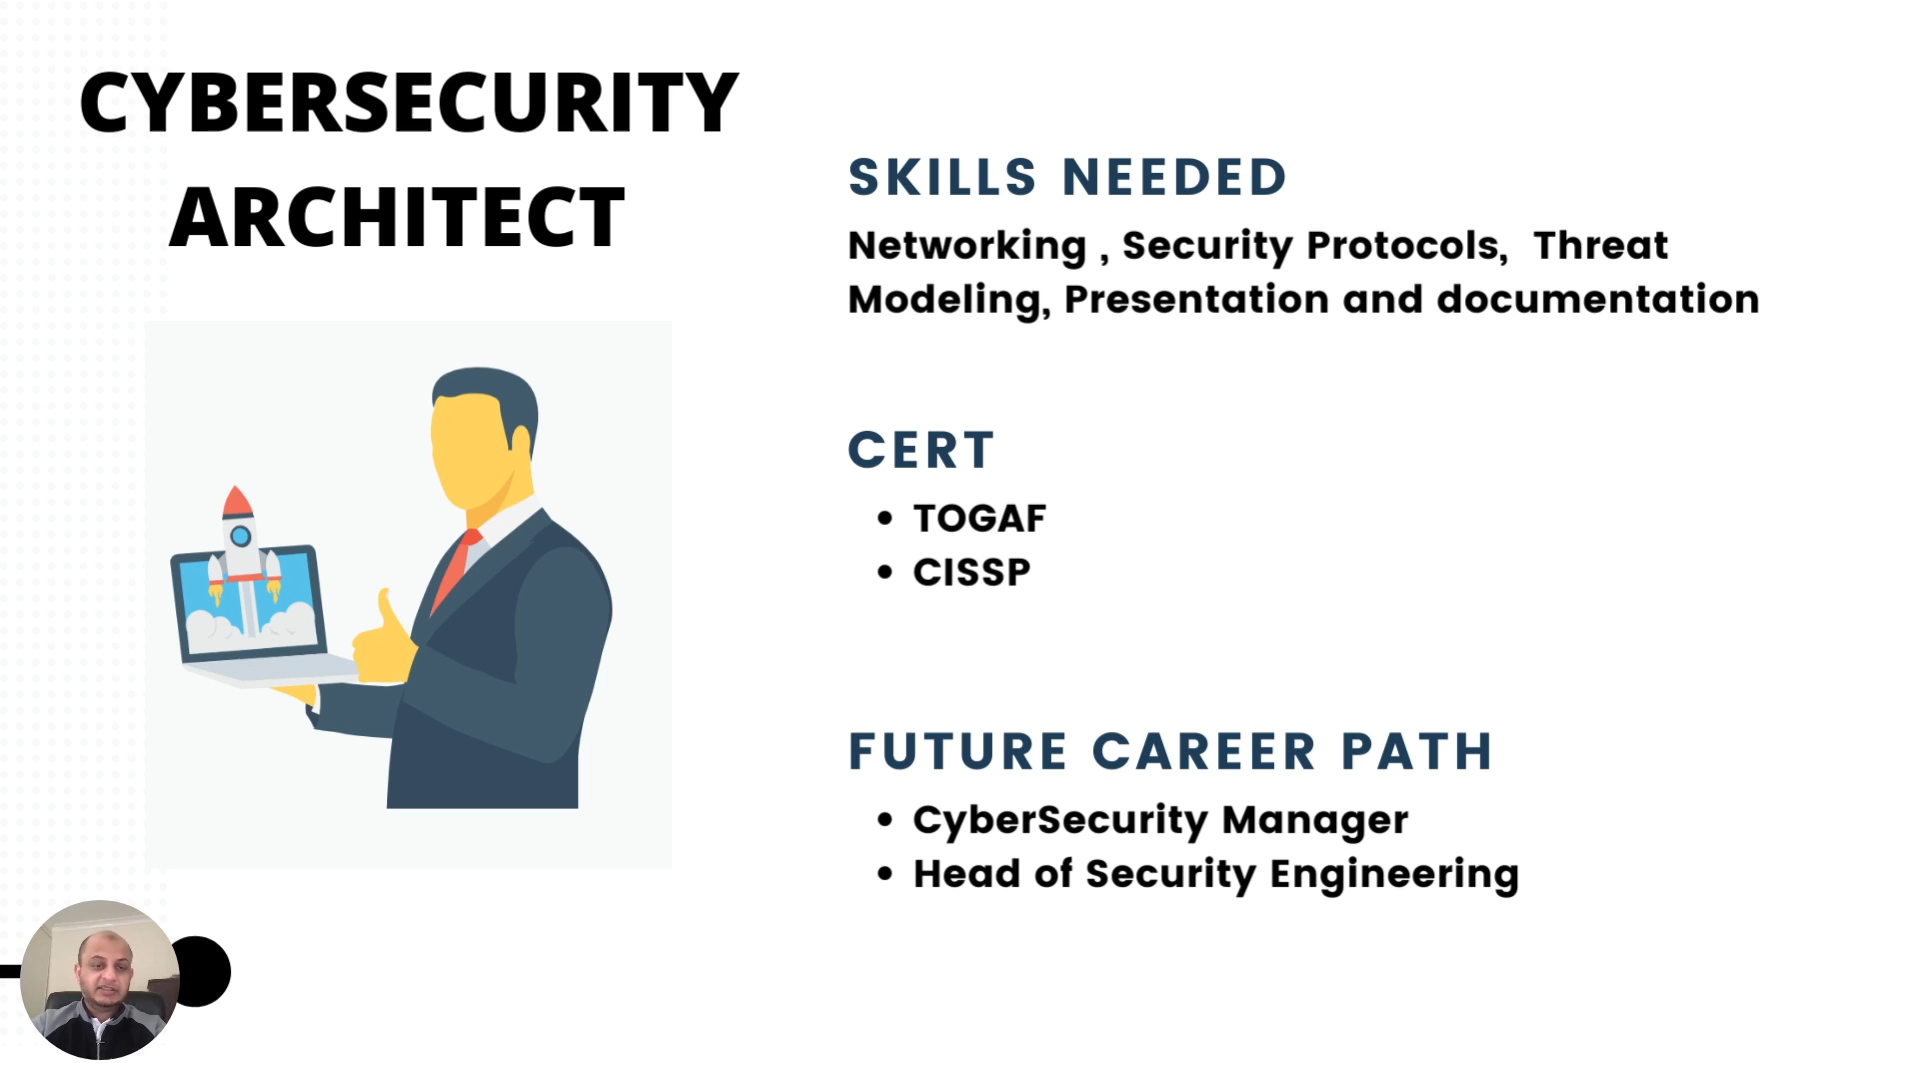 CYBERSECURITY
ARCHITECT
SKILLS NEEDED
Networking , Security Protocols,  Threat
Modeling, Presentation and documentation
CERT
• TOGAF
• CISSP
FUTURE CAREER PATH
• CyberSecurity Manager
• Head of Security Engineering